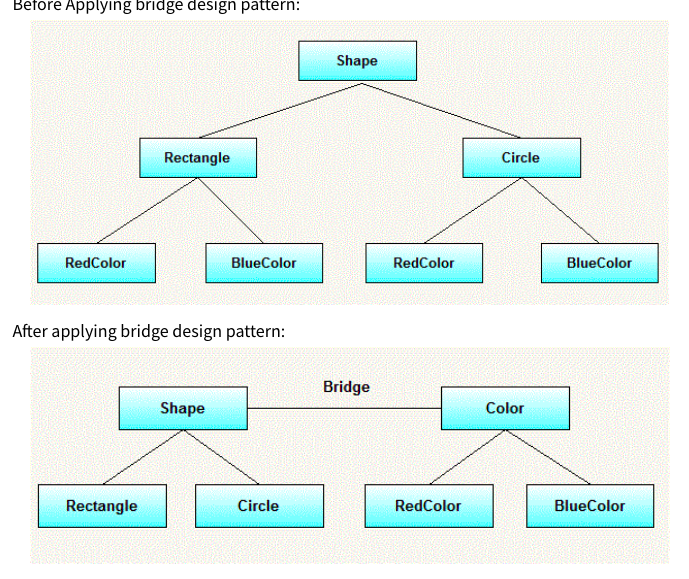 Before Applying bridge design pattern:
Shape
Rectangle Circle
RedColor BlueColor RedColor BlueColor
After applying bridge design pattern:
Bridge
Shape Color
Rectangle Circle RedColor BlueColor